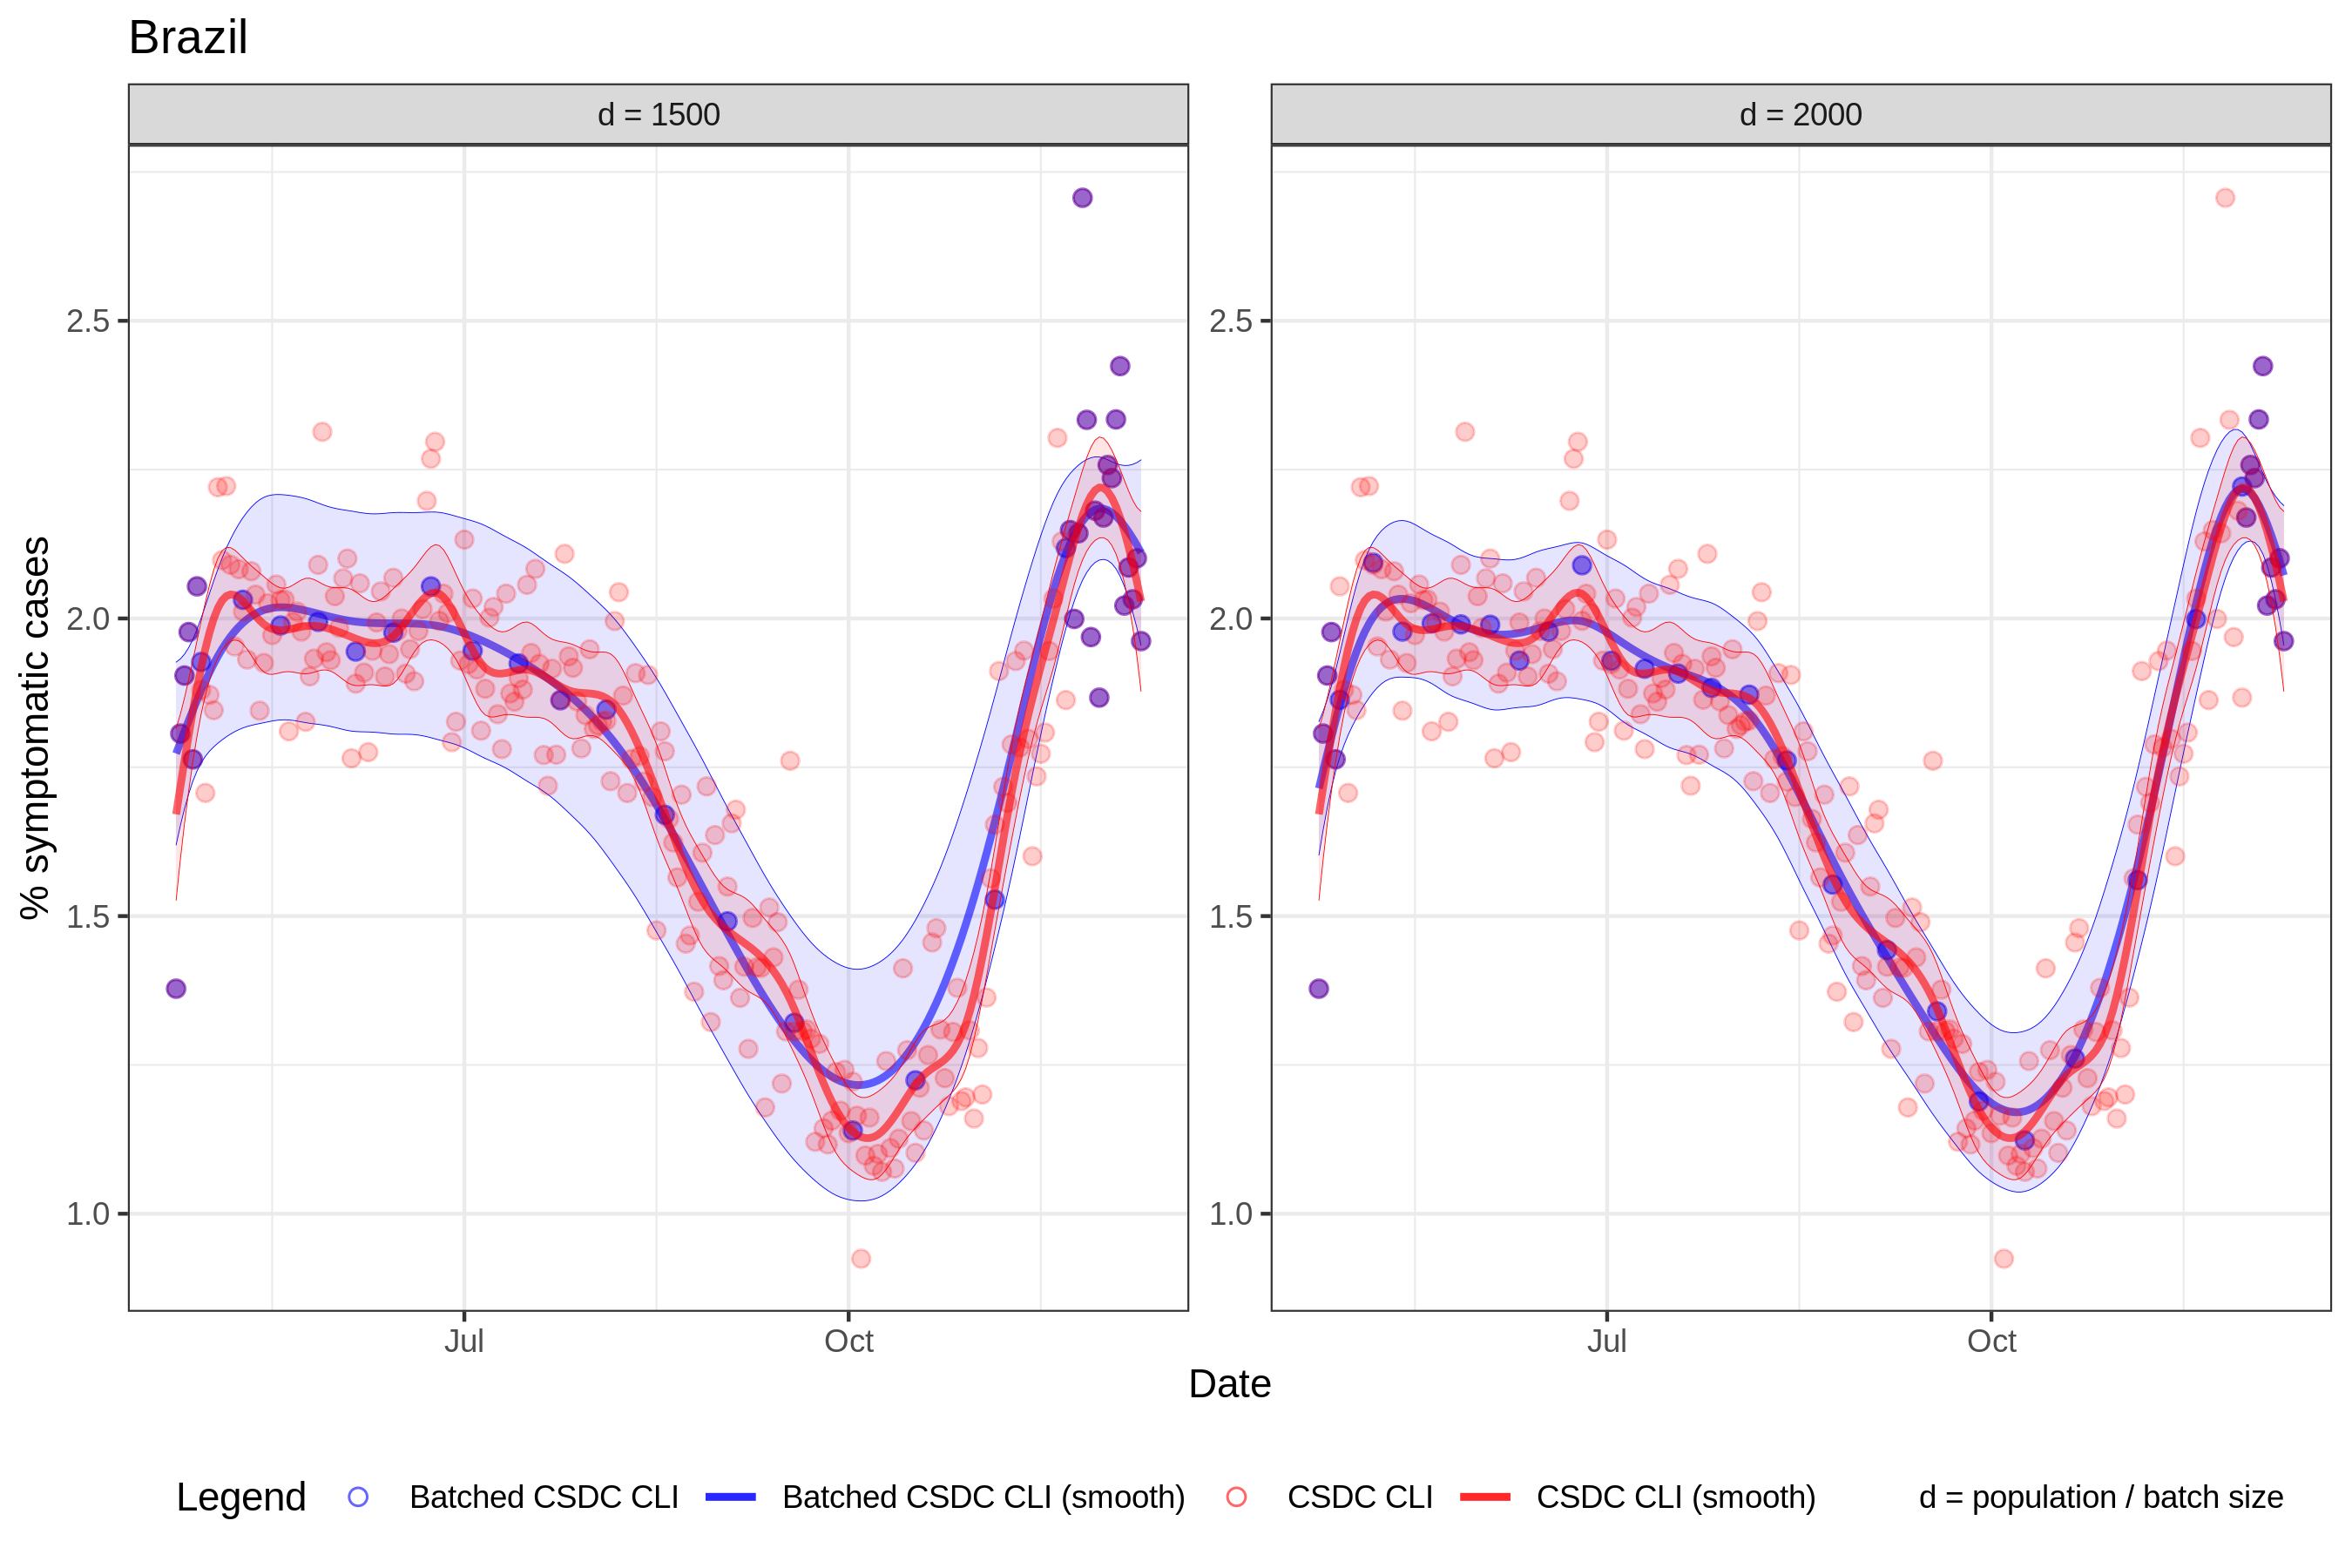 Brazil
d = 1500
d = 2000
% symptomatic cases
2.5
2.0
1.5
1.0
2.5
2.0
1.5
1.0
Jul
Oct
Jul
Oct
Date
Legend
Batched CSDC CLI
Batched CSDC CLI (smooth)
CSDC CLI
CSDC CLI (smooth)
d = population / batch size